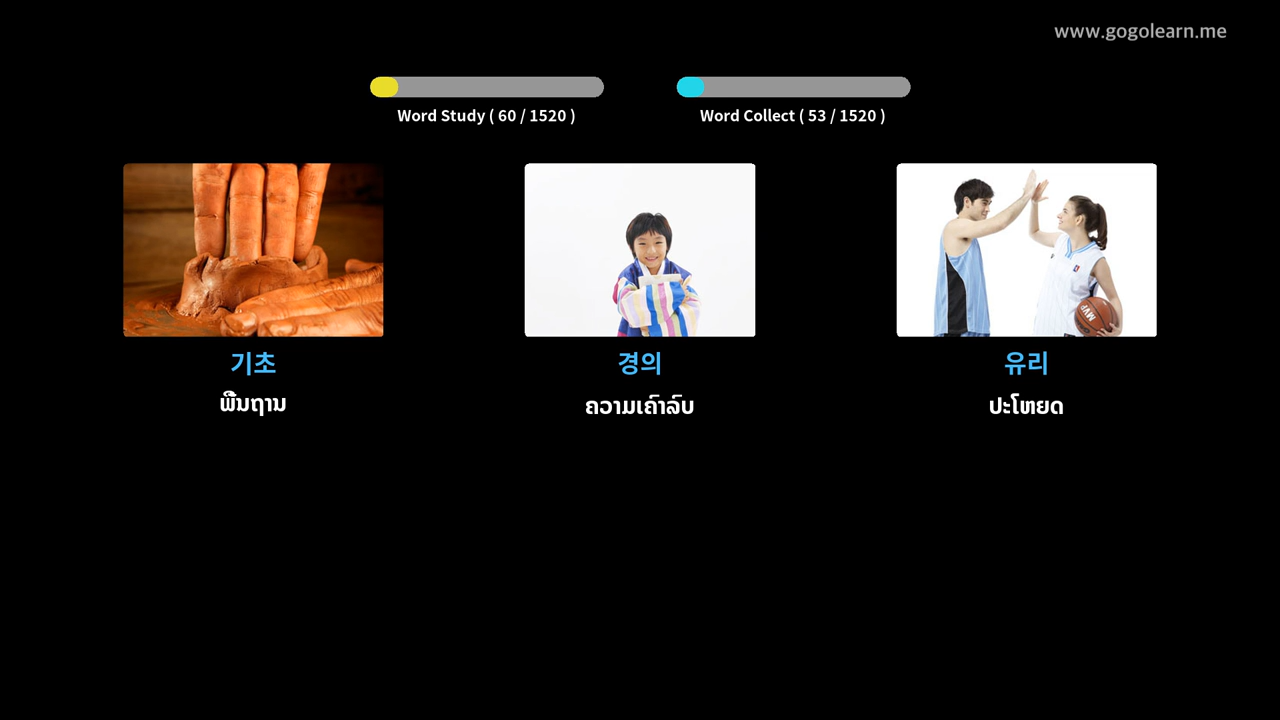 www.gogolearn.me
Word Study ( 60 / 1520 )
Word Collect ( 53 / 1520 )
MVP
기초
경의
유리
ພື້ນຖານ
ຄວາມເຄົາລົບ
ປະໂຫຍດ